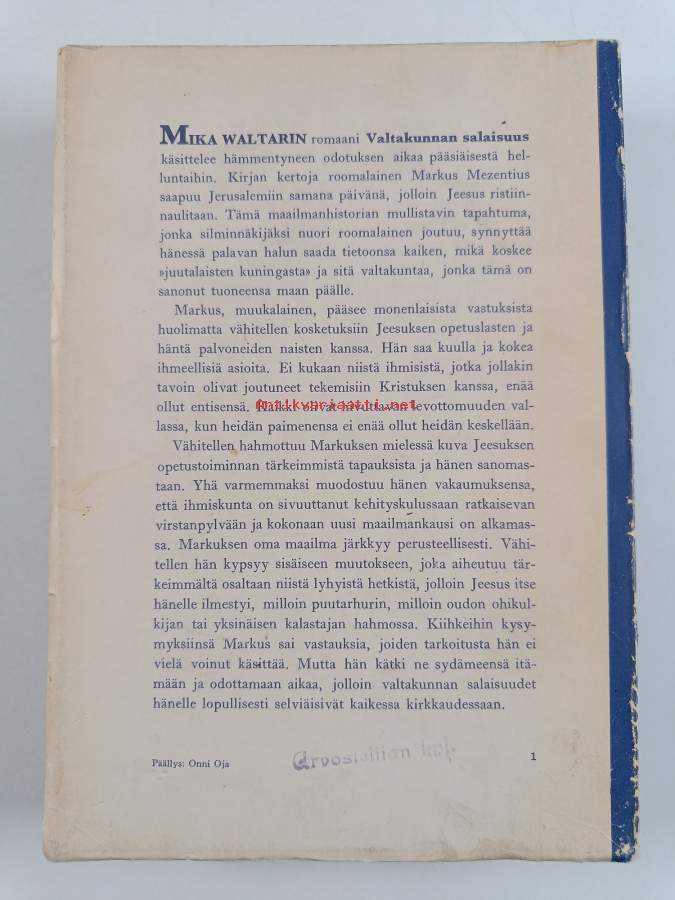 MIKA WALTARIN romaani Valtakunnan salaisuus
käsittelee hämmentyneen odotuksen aikaa pääsiäisestä hel-
luntaihin. Kirjan kertoja roomalainen Markus Mezentius
saapuu Jerusalemiin samana päivänä, jolloin Jeesus ristiin-
naulitaan. Tämä maailmanhistorian mullistavin tapahtuma,
jonka silminnäkijäksi nuori roomalainen joutuu, synnyttää
hänessä palavan halun saada tietoonsa kaiken, mikä koskee
»juutalaisten kuningasta» ja sitä valtakuntaa, jonka tämä on
sanonut tuoneensa maan päälle.
Markus, muukalainen, pääsee monenlaisista vastuksista
huolimatta vähitellen kosketuksiin Jeesuksen opetuslasten ja
häntä palvoneiden naisten kanssa. Hän saa kuulla ja kokea
ihmeellisiä asioita. Ei kukaan niistä ihmisistä, jotka jollakin
tavoin olivat joutuneet tekemisiin Kristuksen kanssa, enää
ollut entisensä. Kaikki olivat levottomuuden val-
antikvariaatti.net
lassa, kun heidän paimenensa ei enää ollut heidän keskellään.
Vähitellen hahmottuu Markuksen mielessä kuva Jeesuksen
opetustoiminnan tärkeimmistä tapauksista ja hänen sanomas-
taan. Yhä varmemmaksi muodostuu hänen vakaumuksensa,
että ihmiskunta on sivuuttanut kehityskulussaan ratkaisevan
virstanpylvään ja kokonaan uusi maailmankausi on alkamas-
sa. Markuksen oma maailma järkkyy perusteellisesti. Vähi-
tellen hän kypsyy sisäiseen muutokseen, joka aiheutuu tär-
keimmältä osaltaan niistä lyhyistä hetkistä, jolloin Jeesus itse
hänelle ilmestyi, milloin puutarhurin, milloin oudon ohikul-
kijan tai yksinäisen kalastajan hahmossa. Kiihkeihin kysy-
myksiinsä Markus sai vastauksia, joiden tarkoitusta hän ei
vielä voinut käsittää. Mutta hän kätki ne sydämeensä itä-
mään ja odottamaan aikaa, jolloin valtakunnan salaisuudet
hänelle lopullisesti selviäisivät kaikessa kirkkaudessaan.
Päällys: Onni Oja
Arvostelijan kpl.
1